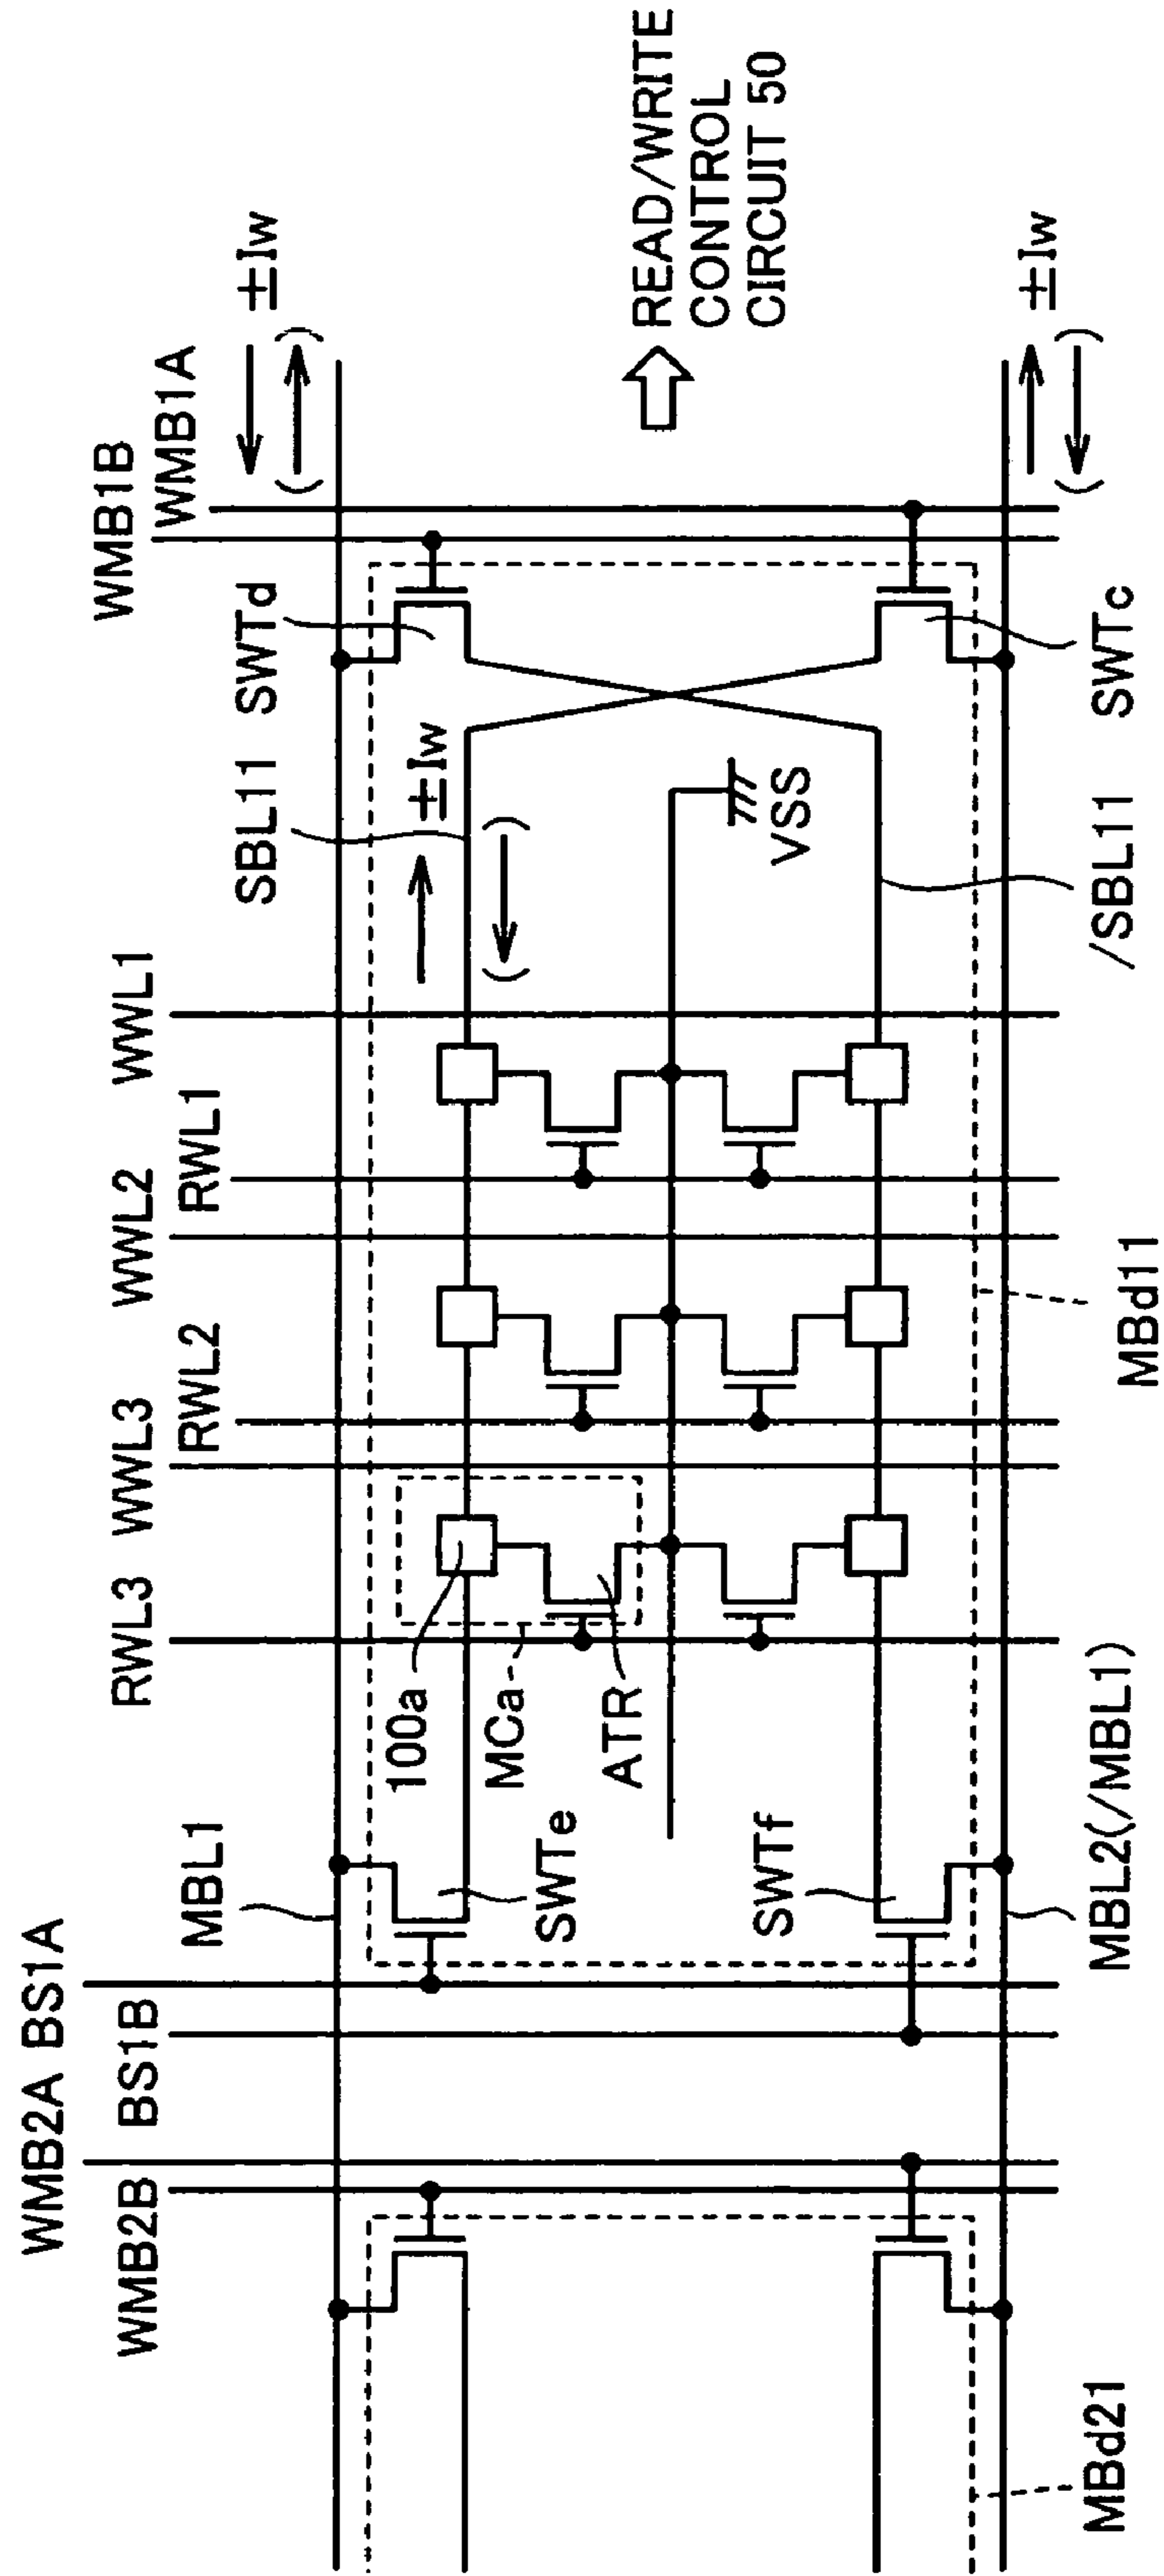 WMB2A BS1A
WMB2B
BS1B
MBL1
RWL3
WWL3
RWL2
WWL2
RWL1
WWL1
SBL11
SWTd
WMB1B
WMB1A
±Iw
±Iw
100a
MCa
ATR
SWTe
SWTf
VSS
READ/WRITE
CONTROL
CIRCUIT 50
MBd21
MBL2(/MBL1)
MBd11
/SBL11
SWTc
±Iw